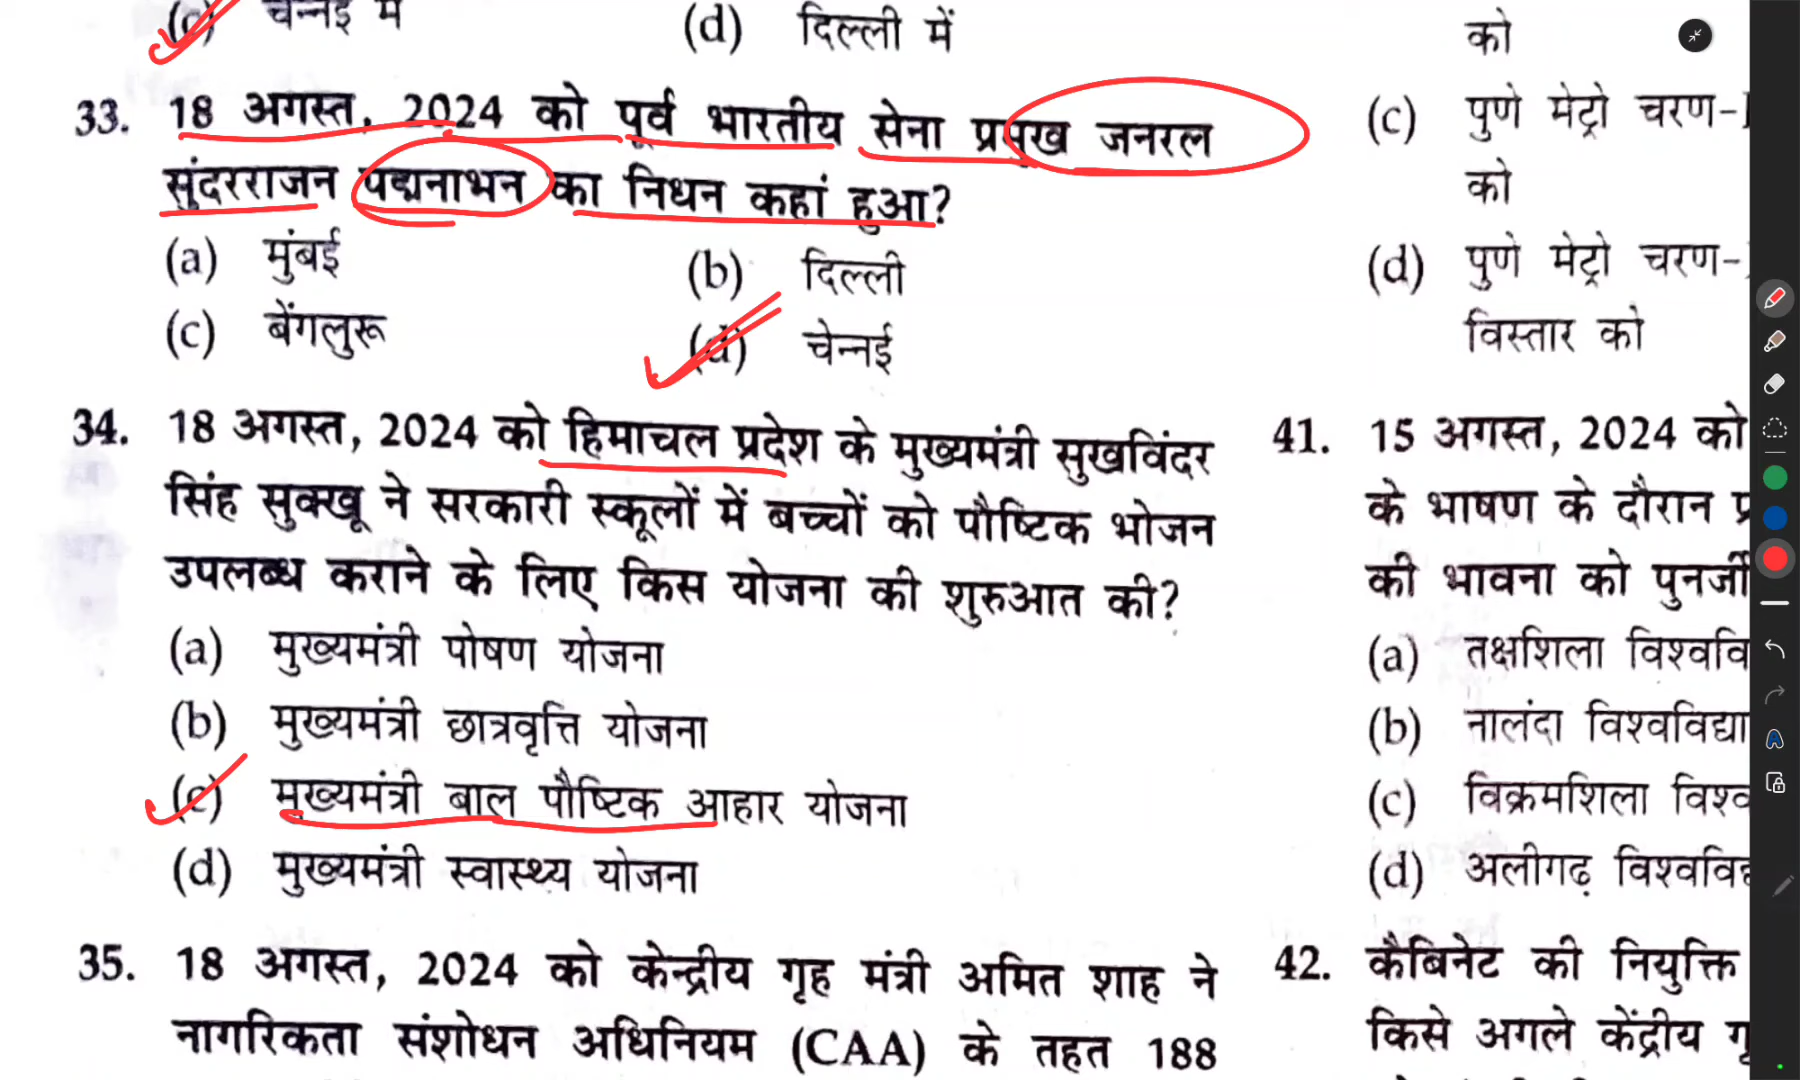 (c) चेन्नई में (d) दिल्ली में
33. 18 अगस्त, 2024 को पूर्व भारतीय सेना प्रमुख जनरल
सुंदरराजन पद्मनाभन का निधन कहां हुआ?
(a) मुंबई (b) दिल्ली
(c) बेंगलुरू (d) चेन्नई
34. 18 अगस्त, 2024 को हिमाचल प्रदेश के मुख्यमंत्री सुखविंदर
सिंह सुक्खू ने सरकारी स्कूलों में बच्चों को पौष्टिक भोजन
उपलब्ध कराने के लिए किस योजना की शुरुआत की?
(a) मुख्यमंत्री पोषण योजना
(b) मुख्यमंत्री छात्रवृत्ति योजना
(c) मुख्यमंत्री बाल पौष्टिक आहार योजना
(d) मुख्यमंत्री स्वास्थ्य योजना
35. 18 अगस्त, 2024 को केन्द्रीय गृह मंत्री अमित शाह ने
नागरिकता संशोधन अधिनियम (CAA) के तहत 188
को
(c) पुणे मेट्रो चरण-
को
(d) पुणे मेट्रो चरण-
विस्तार को
41. 15 अगस्त, 2024 को
के भाषण के दौरान
की भावना को
(a) तक्षशिला
(b) नालंदा
(c) विक्रमशिला
(d) अलीगढ़
42. कैबिनेट की नियुक्ति
किसे अगले केंद्रीय